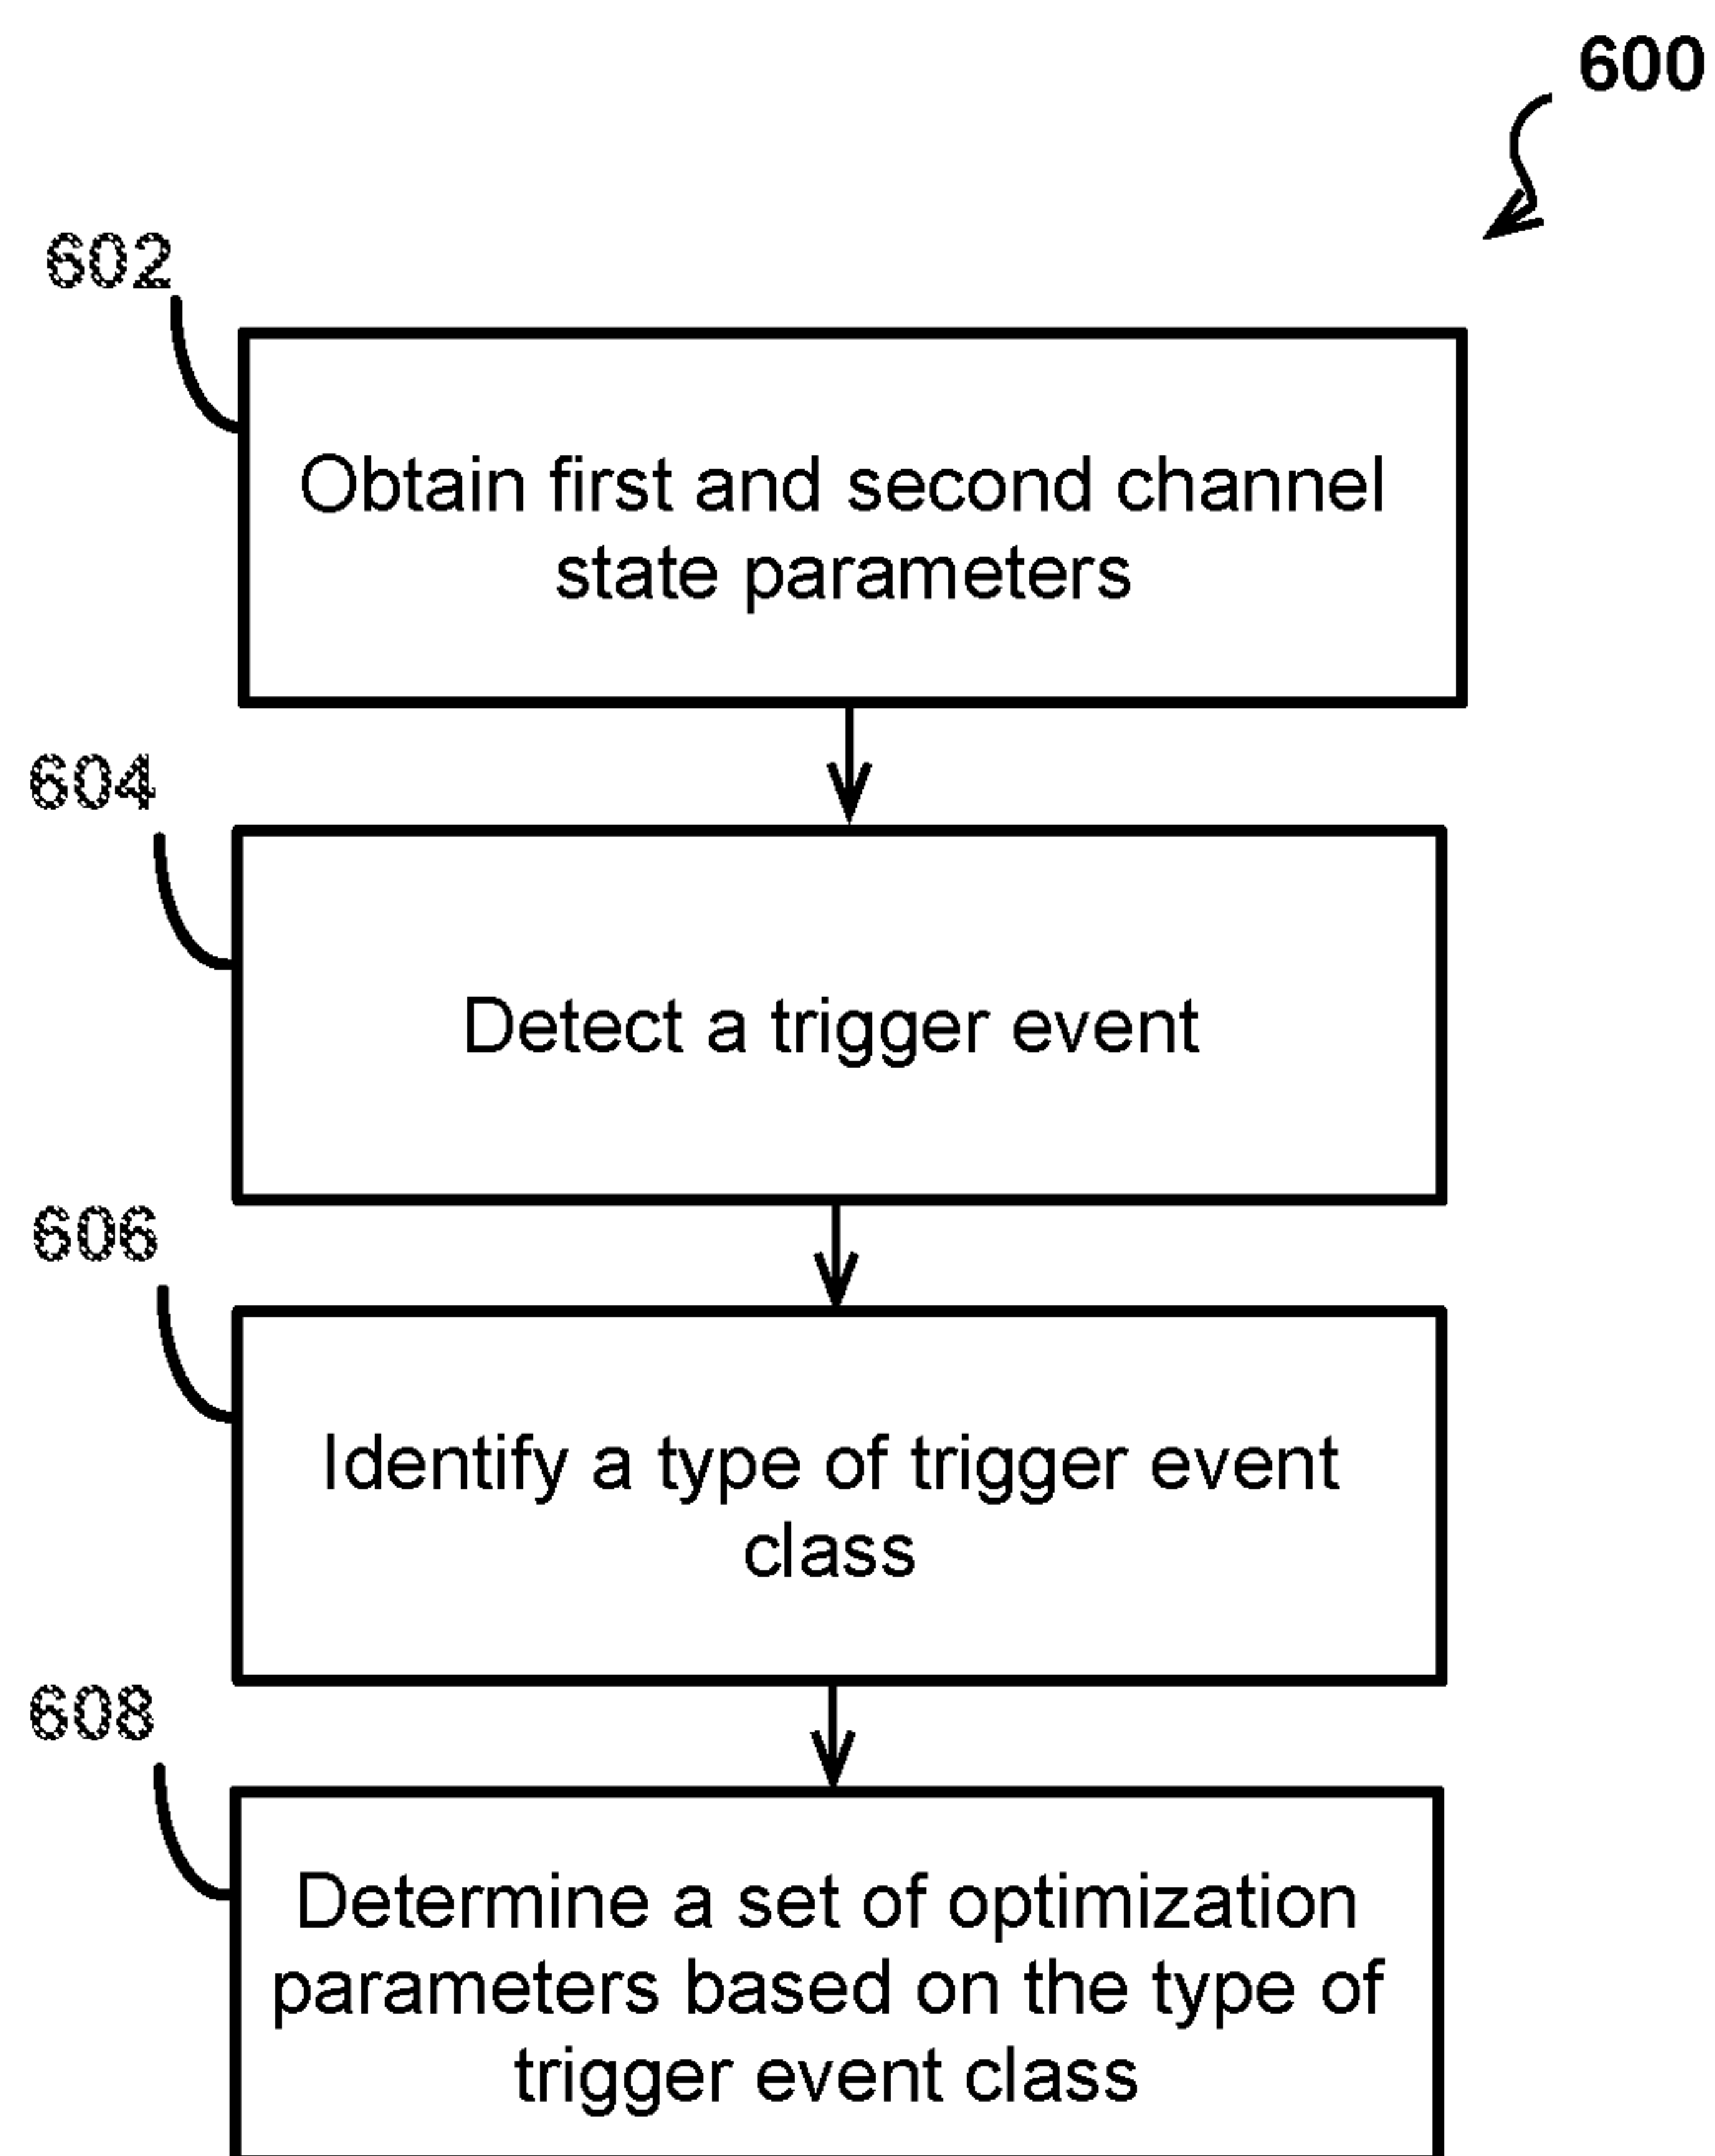 600
602
Obtain first and second channel
state parameters
604
Detect a trigger event
606
Identify a type of trigger event
class
608
Determine a set of optimization
parameters based on the type of
trigger event class